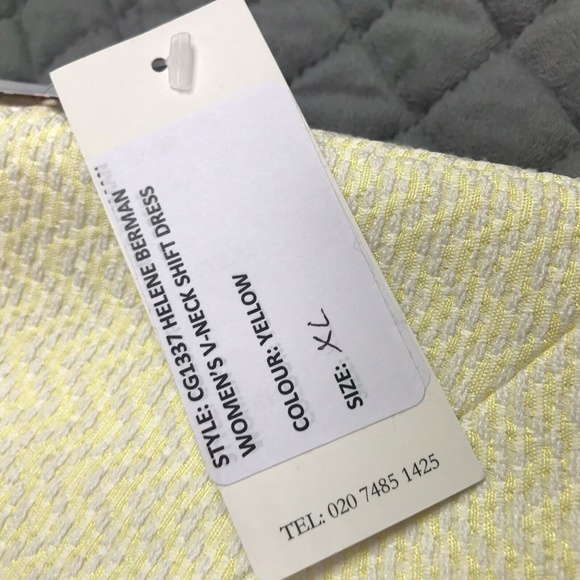 STYLE: CG1337 HELENE BERMAN
WOMEN'S V-NECK SHIFT DRESS
COLOUR: YELLOW
SIZE: XL
TEL: 020 7485 1425